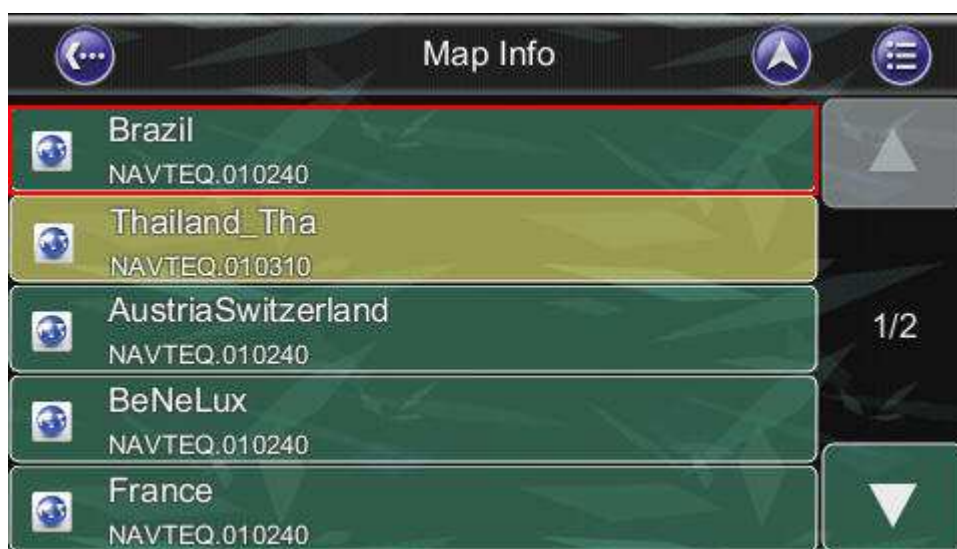 Map Info
Brazil
NAVTEQ.010240
Thailand_Tha
NAVTEQ.010310
AustriaSwitzerland
NAVTEQ.010240
1/2
BeNeLux
NAVTEQ.010240
France
NAVTEQ.010240